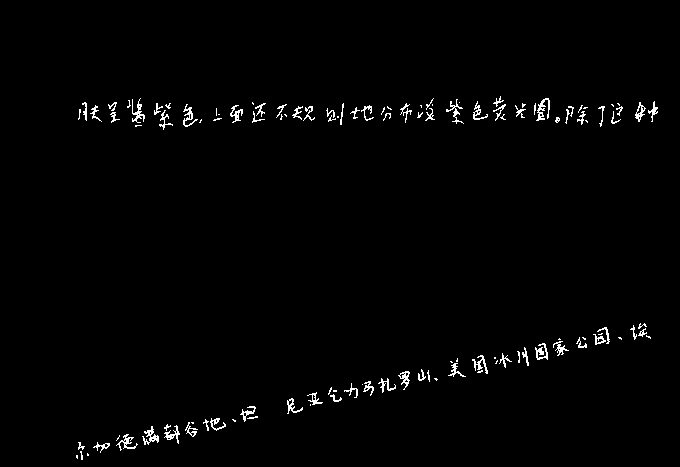 肤呈酱紫色,上面还不规则地分布淡紫色荧光圈。除了这种
尔加德满都谷地、坦 尼亚乞力马扎罗山、美国冰川国家公园、埃